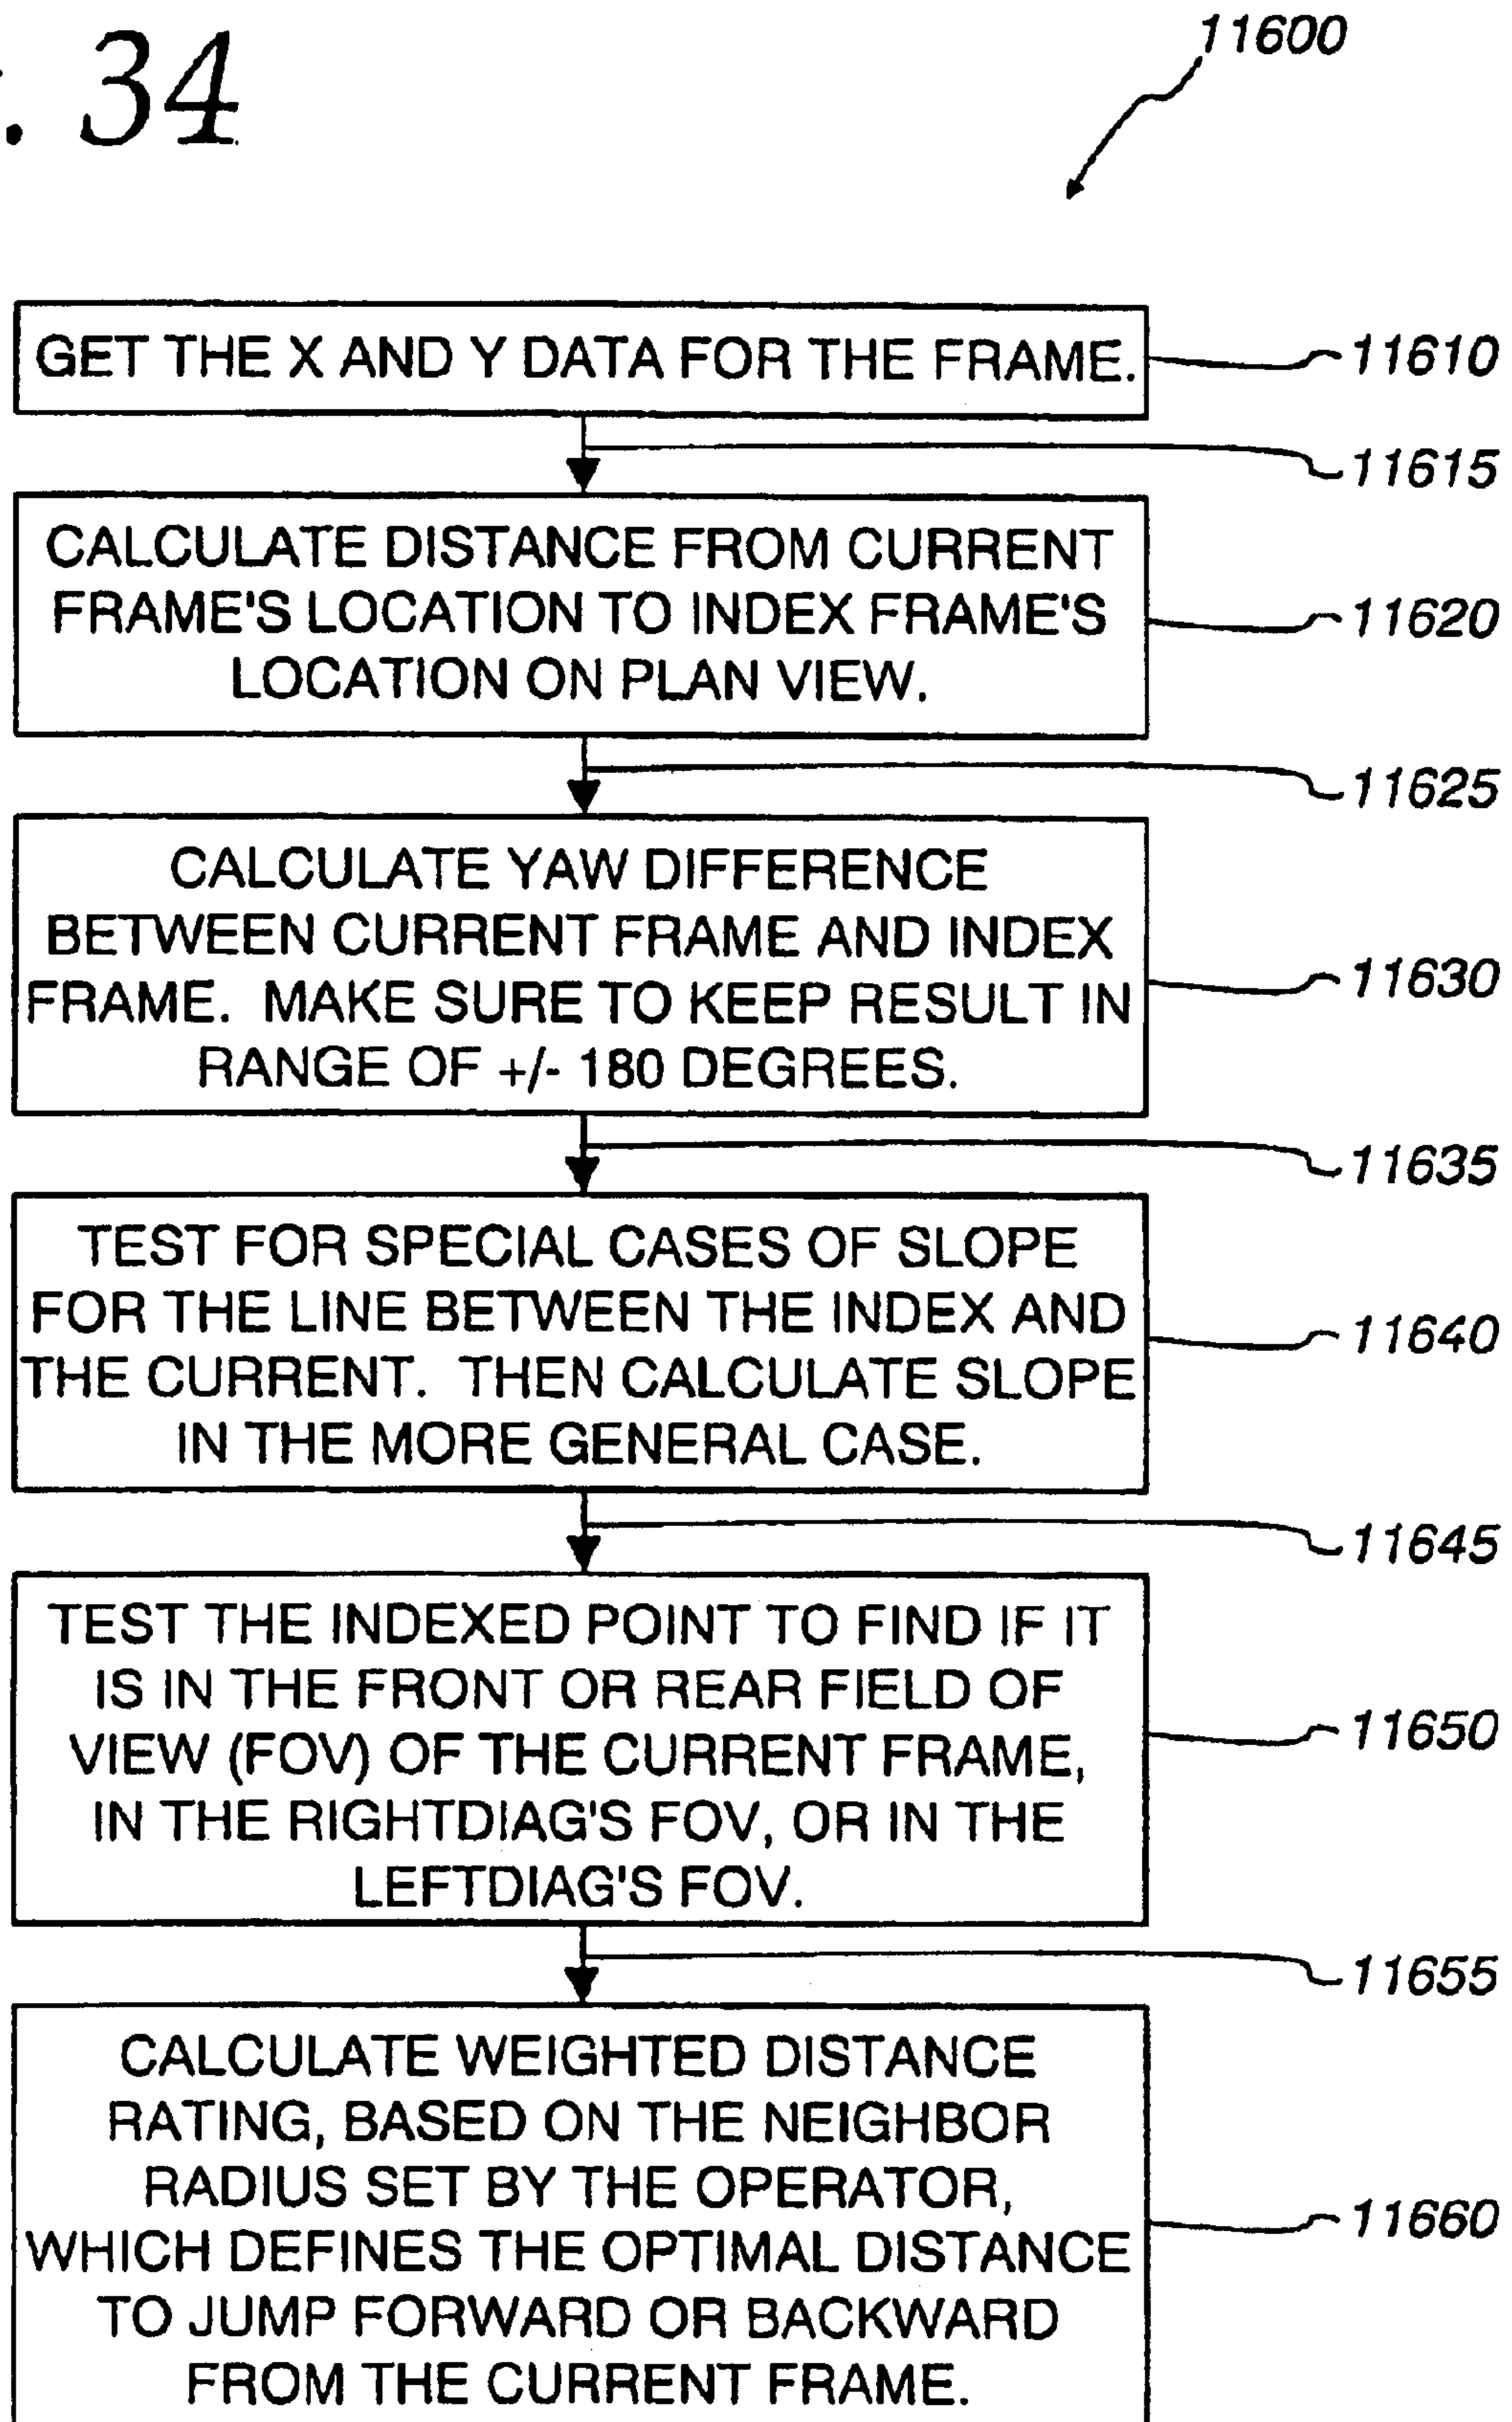 . 34
11600
GET THE X AND Y DATA FOR THE FRAME.
11610
11615
CALCULATE DISTANCE FROM CURRENT
FRAME'S LOCATION TO INDEX FRAME'S
LOCATION ON PLAN VIEW.
11620
11625
CALCULATE YAW DIFFERENCE
BETWEEN CURRENT FRAME AND INDEX
FRAME. MAKE SURE TO KEEP RESULT IN
RANGE OF +/- 180 DEGREES.
11630
11635
TEST FOR SPECIAL CASES OF SLOPE
FOR THE LINE BETWEEN THE INDEX AND
THE CURRENT. THEN CALCULATE SLOPE
IN THE MORE GENERAL CASE.
11640
11645
TEST THE INDEXED POINT TO FIND IF IT
IS IN THE FRONT OR REAR FIELD OF
VIEW (FOV) OF THE CURRENT FRAME,
IN THE RIGHTDIAG'S FOV, OR IN THE
LEFTDIAG'S FOV.
11650
11655
CALCULATE WEIGHTED DISTANCE
RATING, BASED ON THE NEIGHBOR
RADIUS SET BY THE OPERATOR,
WHICH DEFINES THE OPTIMAL DISTANCE
TO JUMP FORWARD OR BACKWARD
FROM THE CURRENT FRAME.
11660